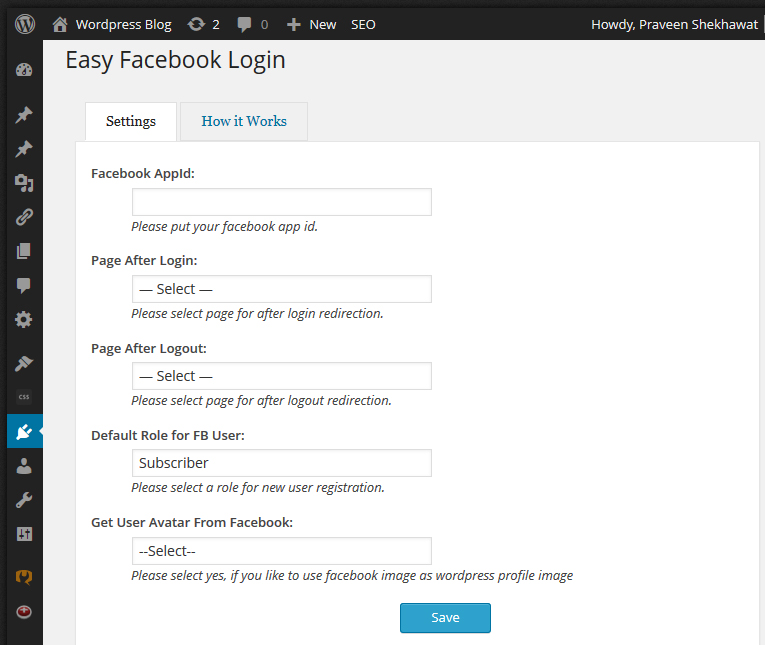 Wordpress Blog 2 0 New SEO Howdy, Praveen Shekhawat
Easy Facebook Login
Settings How it Works
Facebook AppId:
Please put your facebook app id.
Page After Login:
— Select —
Please select page for after login redirection.
Page After Logout:
— Select —
Please select page for after logout redirection.
Default Role for FB User:
Subscriber
Please select a role for new user registration.
css
Get User Avatar From Facebook:
--Select--
Please select yes, if you like to use facebook image as wordpress profile image
Save